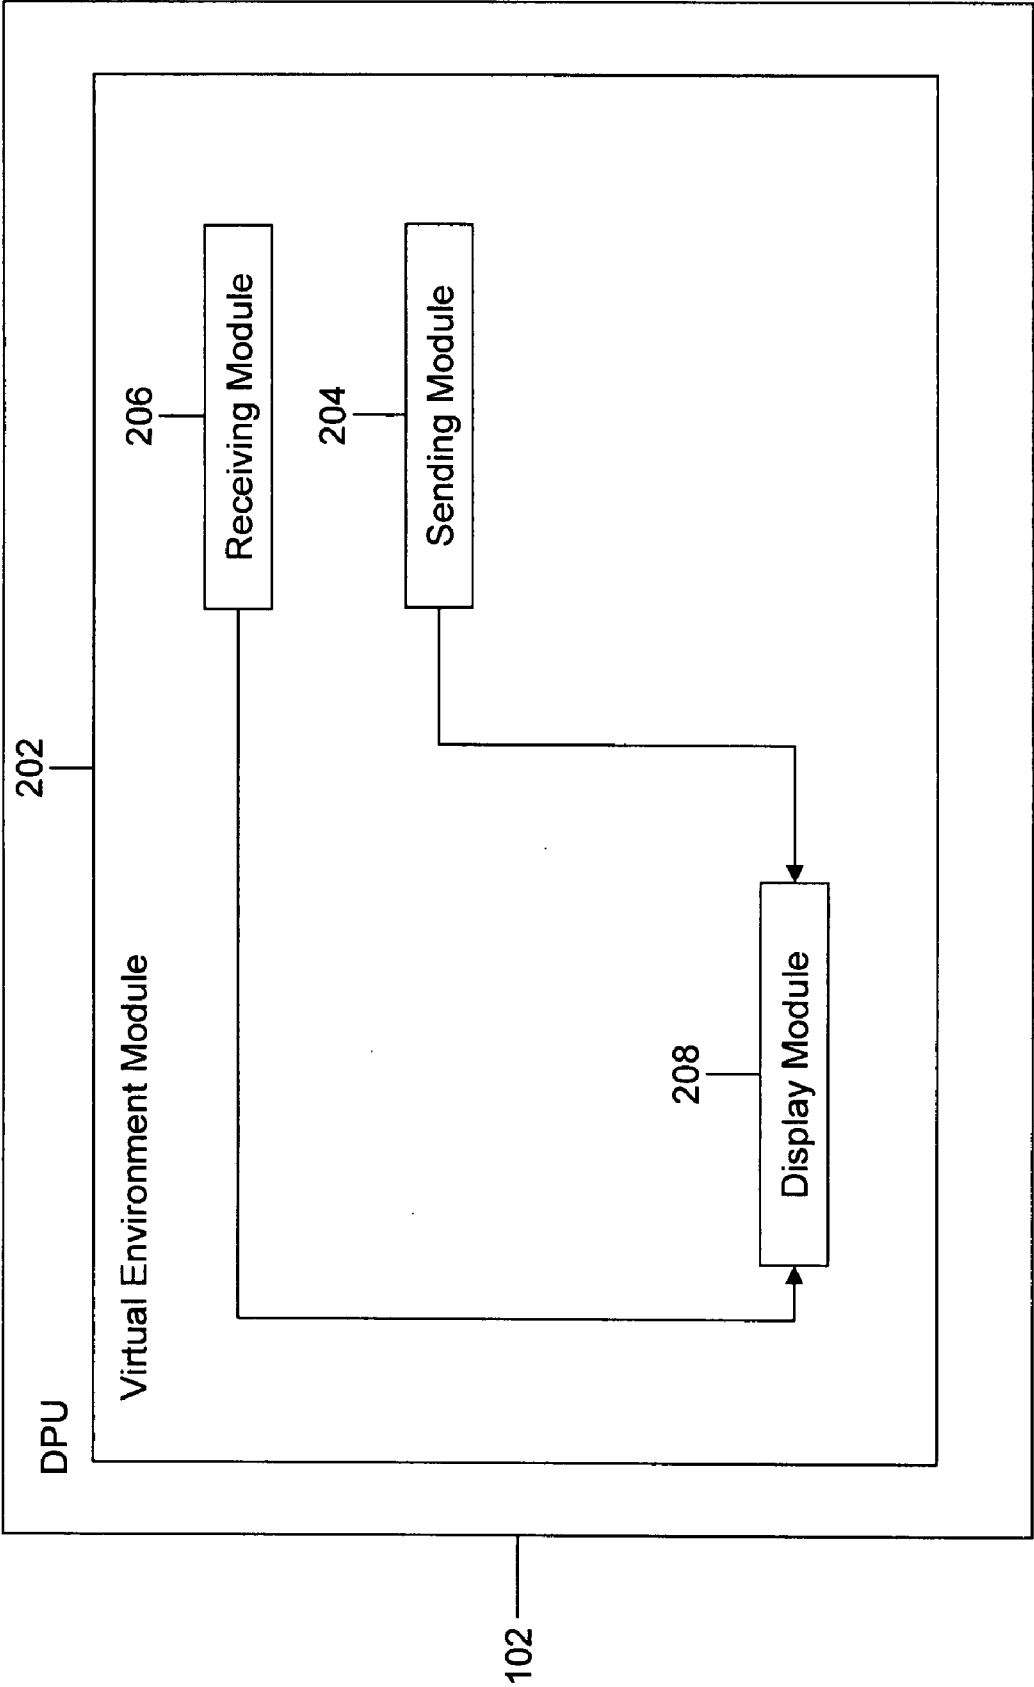 102
DPU
202
Virtual Environment Module
206
Receiving Module
204
Sending Module
208
Display Module